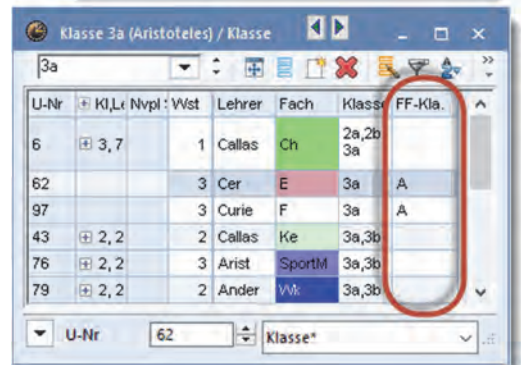 Klasse 3a (Aristoteles) / Klasse
3a
U-Nr Kl,Le Nvpl Wst Lehrer Fach Klasse FF-Kla.
6 3, 7 1 Callas Ch 2a,2b 3a
62 3 Cer E 3a A
97 3 Curie F 3a A
43 2, 2 2 Callas Ke 3a,3b
76 2, 2 3 Arist SportM 3a,3b
79 2, 2 2 Ander Wk 3a,3b
U-Nr 62 Klasse*